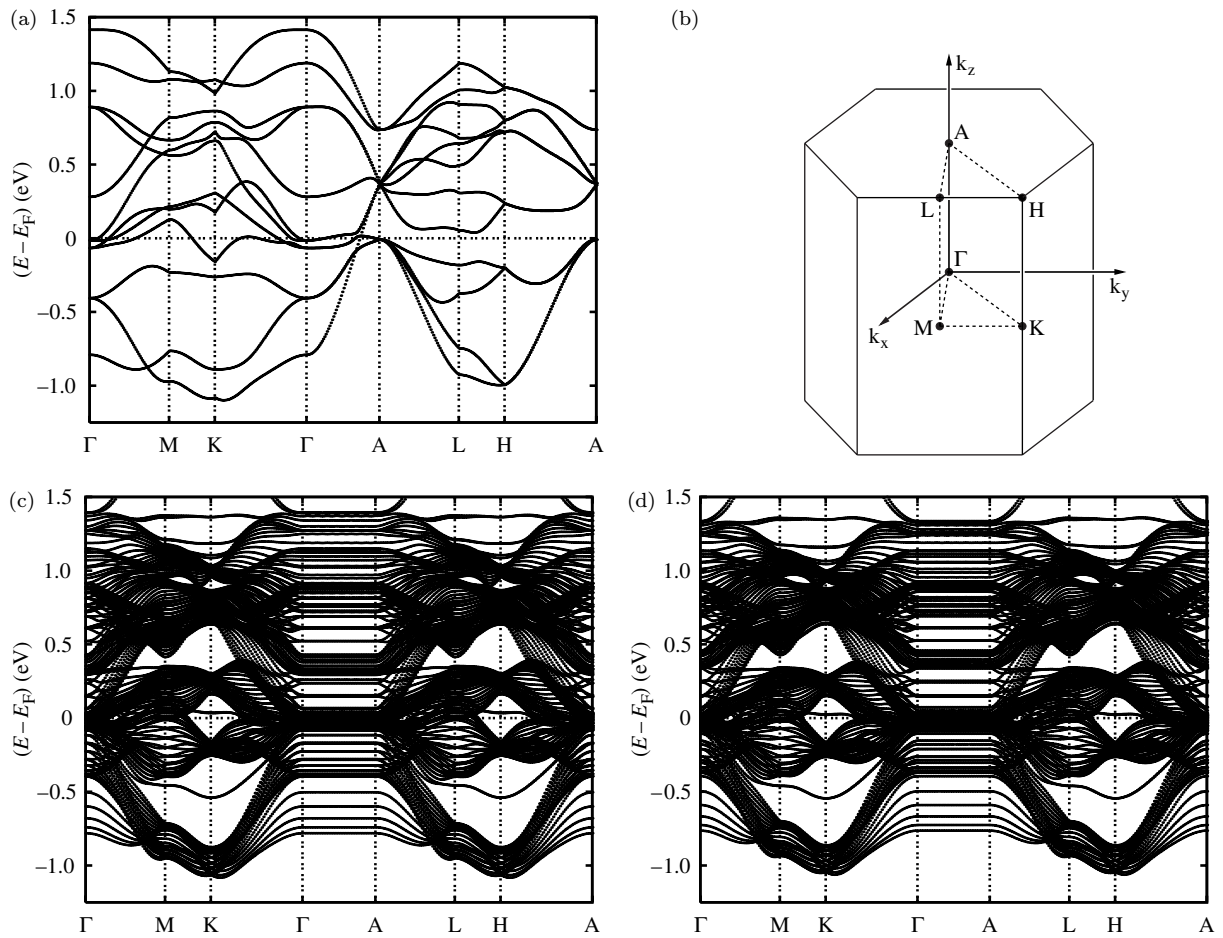 (a)
(E − E_F) (eV)
1.5
1.0
0.5
0
−0.5
−1.0
Γ M K Γ A L H A
(b)
k_z
A
L
H
Γ
k_y
k_x
M
K
(c)
(E − E_F) (eV)
1.5
1.0
0.5
0
−0.5
−1.0
Γ M K Γ A L H A
(d)
(E − E_F) (eV)
1.5
1.0
0.5
0
−0.5
−1.0
Γ M K Γ A L H A